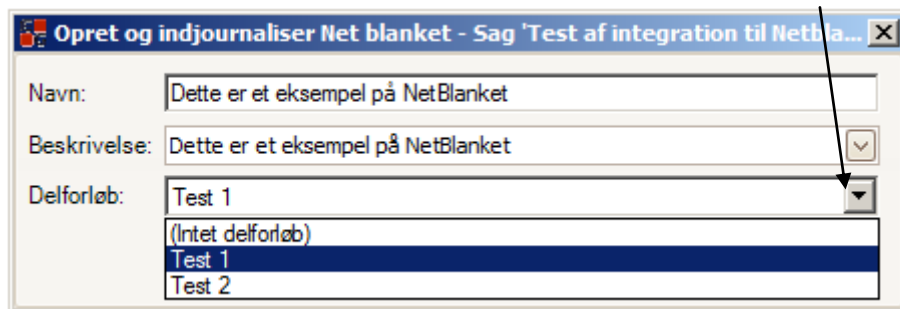 Opret og indjournaliser Net blanket - Sag 'Test af integration til Netbla...
Navn: Dette er et eksempel på NetBlanket
Beskrivelse: Dette er et eksempel på NetBlanket
Delforløb: Test 1
(Intet delforløb)
Test 1
Test 2